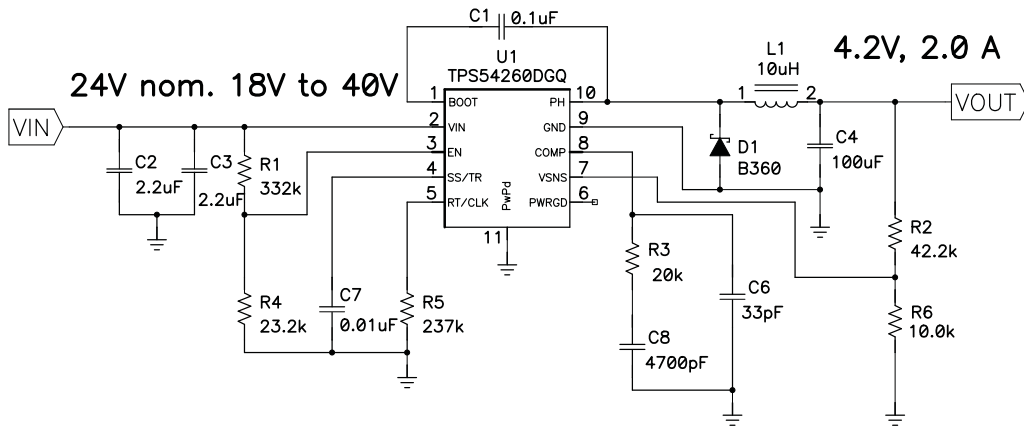 C1 0.1uF
U1
TPS54260DGQ
L1
10uH
4.2V, 2.0 A
24V nom. 18V to 40V
VIN
VOUT
1 BOOT PH 10
2 VIN GND 9
3 EN COMP 8
4 SS/TR VSNS 7
5 RT/CLK PWRGD 6
PwPd
11
1 2
C2
2.2uF
C3
2.2uF
R1
332k
D1
B360
C4
100uF
R2
42.2k
R3
20k
C6
33pF
R4
23.2k
C7
0.01uF
R5
237k
C8
4700pF
R6
10.0k